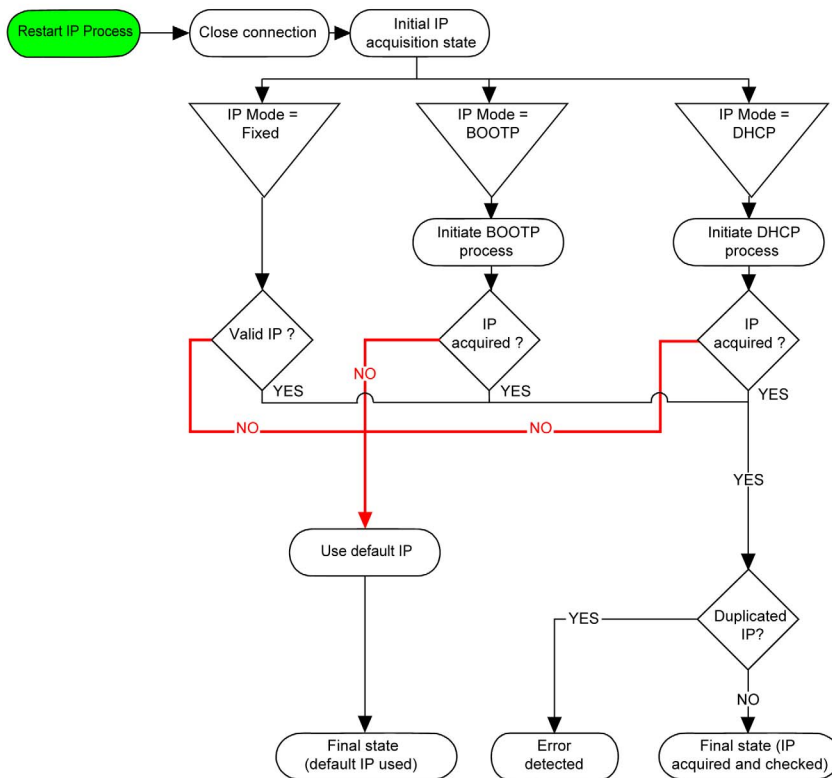 Restart IP Process
Close connection
Initial IP
acquisition state
IP Mode =
Fixed
IP Mode =
BOOTP
IP Mode =
DHCP
Initiate BOOTP
process
Initiate DHCP
process
Valid IP ?
IP
acquired ?
IP
acquired ?
NO
YES
YES
YES
NO
NO
YES
Use default IP
YES
Duplicated
IP?
NO
Final state
(default IP used)
Error
detected
Final state (IP
acquired and checked)